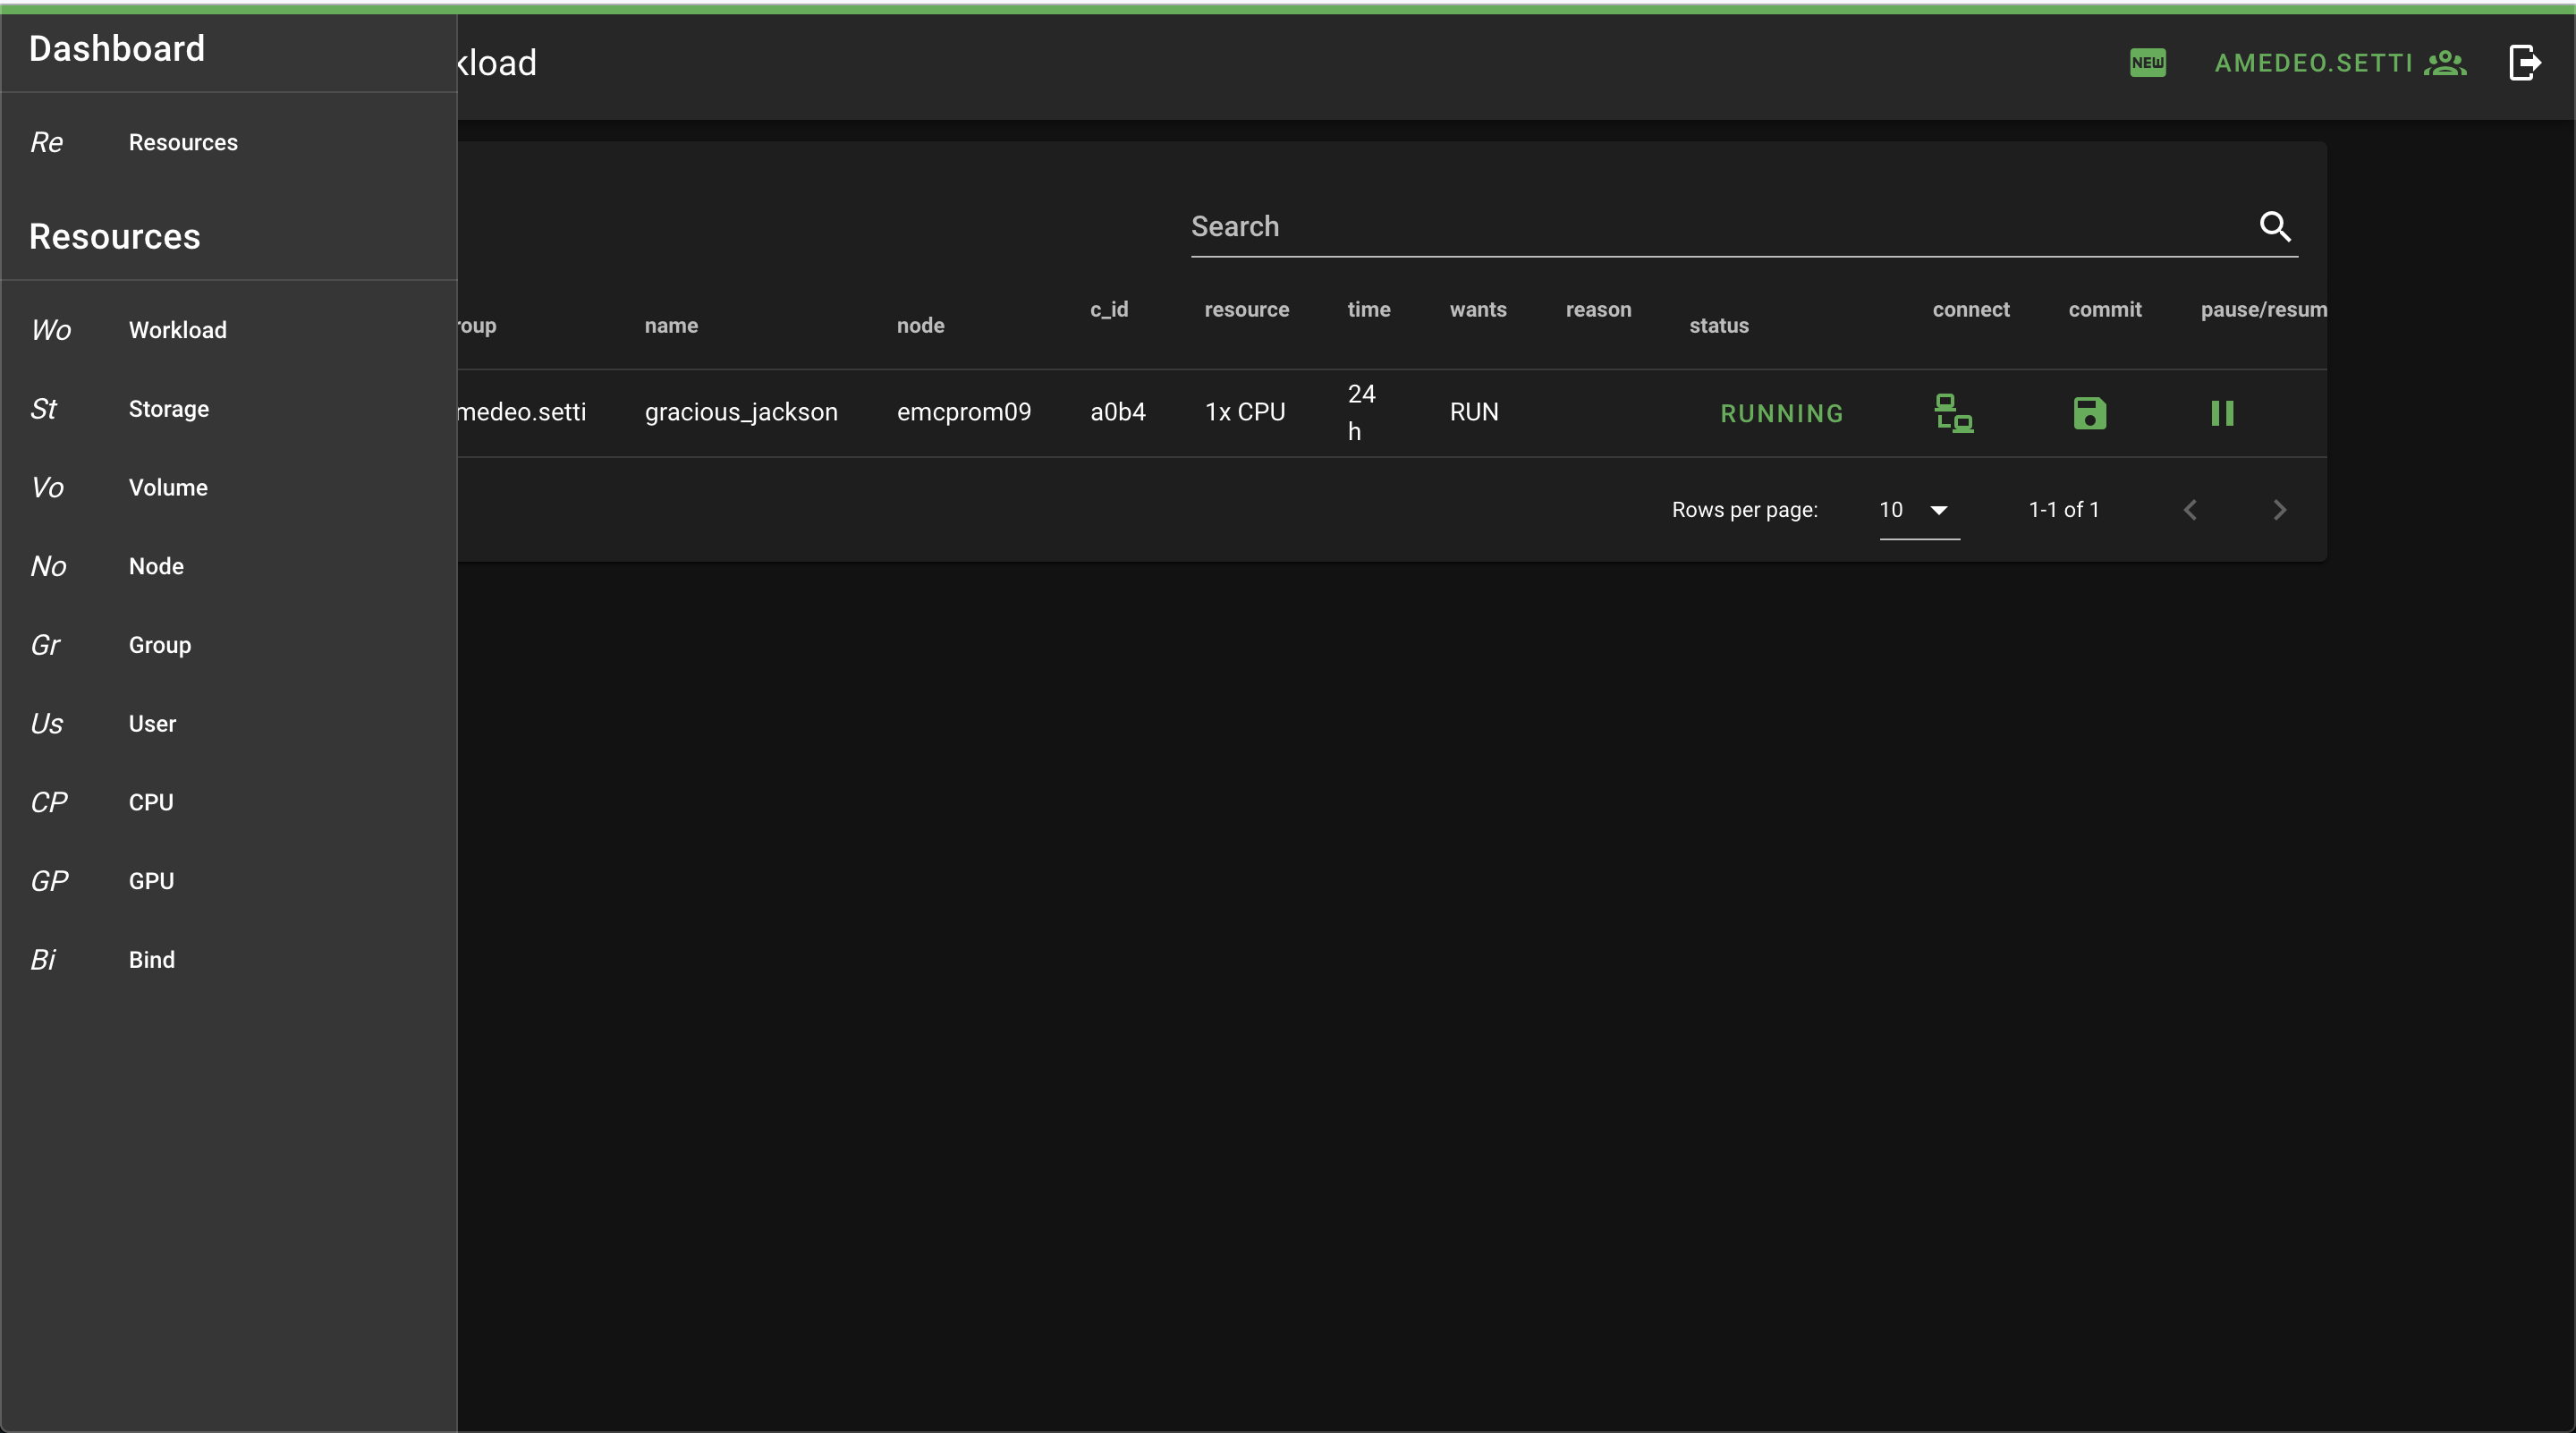 Dashboard
kload
NEW
AMEDEO.SETTI
Re Resources
Resources
Search
Wo Workload
St Storage
Vo Volume
No Node
Gr Group
Us User
CP CPU
GP GPU
Bi Bind
roup name node c_id resource time wants reason status connect commit pause/resum
medeo.setti gracious_jackson emcprom09 a0b4 1x CPU 24 h RUN RUNNING
Rows per page: 10 1-1 of 1